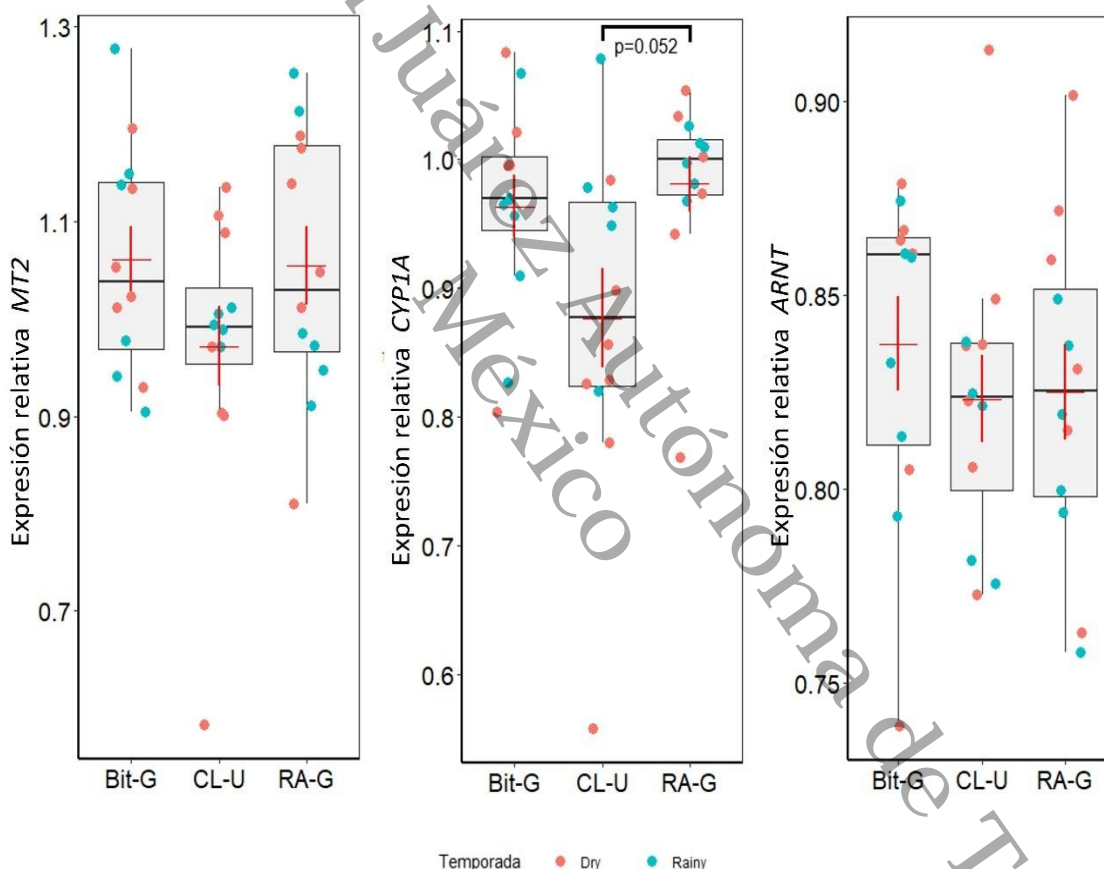 Expresión relativa MT2
1.3
1.1
0.9
0.7
Bit-G CL-U RA-G
Expresión relativa CYP1A
1.1
1.0
0.9
0.8
0.7
0.6
p=0.052
Bit-G CL-U RA-G
Expresión relativa ARNT
0.90
0.85
0.80
0.75
Bit-G CL-U RA-G
Temporada Dry Rainy
Juárez Autónoma de T
México